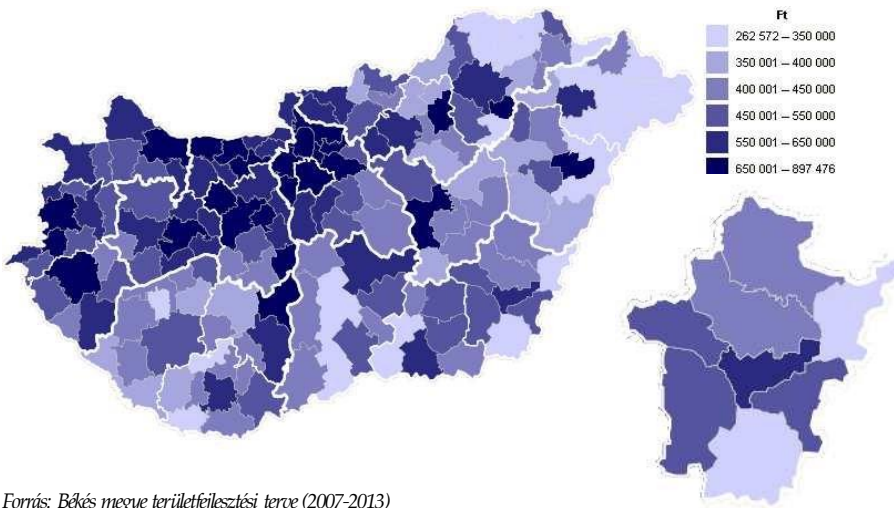 Ft
262 572 – 350 000
350 001 – 400 000
400 001 – 450 000
450 001 – 550 000
550 001 – 650 000
650 001 – 897 476
Forrás: Békés megye területfejlesztési terve (2007-2013)